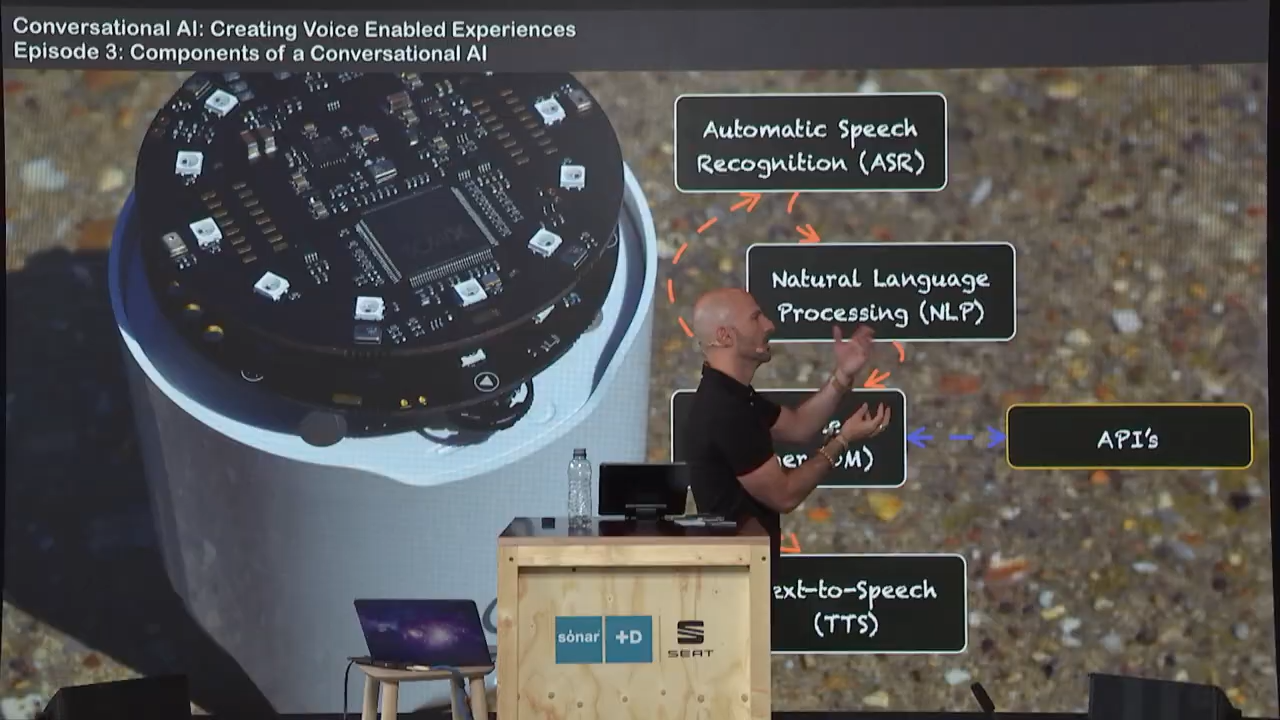 Conversational AI: Creating Voice Enabled Experiences
Episode 3: Components of a Conversational AI
Automatic Speech
Recognition (ASR)
Natural Language
Processing (NLP)
API's
(TTS)
sónar +D
SEAT